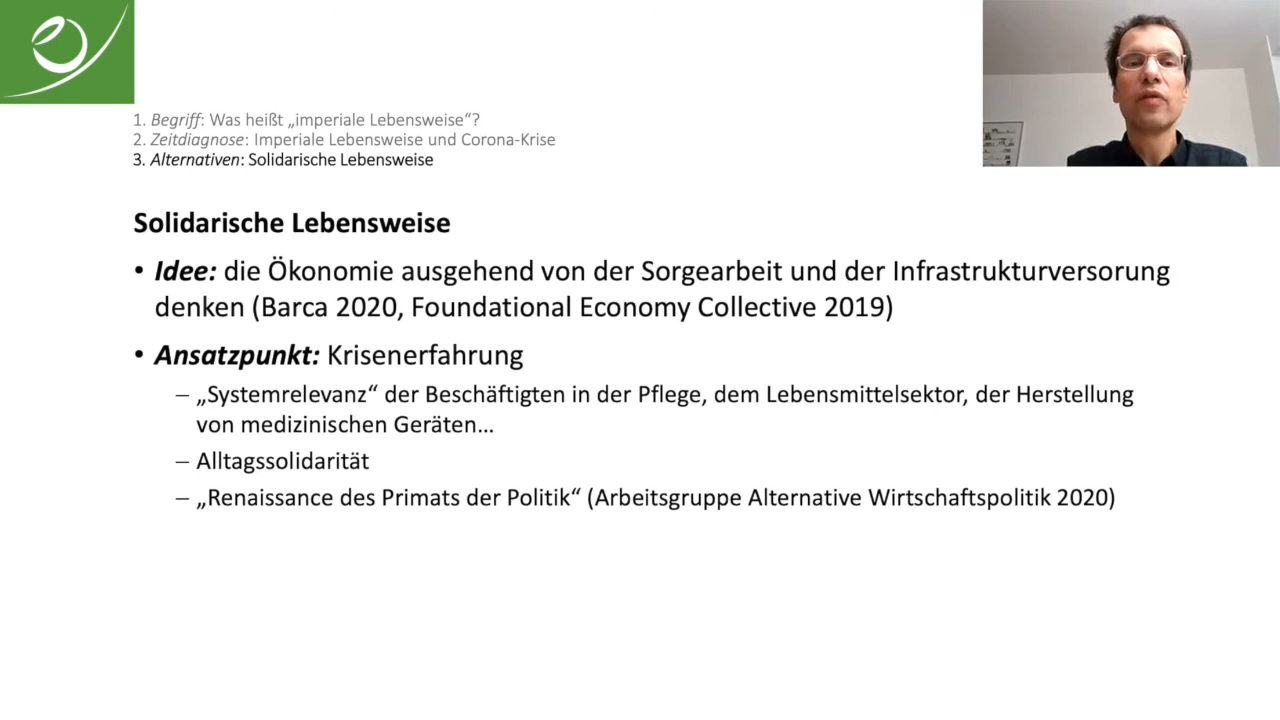 1. Begriff: Was heißt „imperiale Lebensweise“?
2. Zeitdiagnose: Imperiale Lebensweise und Corona-Krise
3. Alternativen: Solidarische Lebensweise
Solidarische Lebensweise
• Idee: die Ökonomie ausgehend von der Sorgearbeit und der Infrastrukturversorung
denken (Barca 2020, Foundational Economy Collective 2019)
• Ansatzpunkt: Krisenerfahrung
– „Systemrelevanz“ der Beschäftigten in der Pflege, dem Lebensmittelsektor, der Herstellung
von medizinischen Geräten…
– Alltagssolidarität
– „Renaissance des Primats der Politik“ (Arbeitsgruppe Alternative Wirtschaftspolitik 2020)